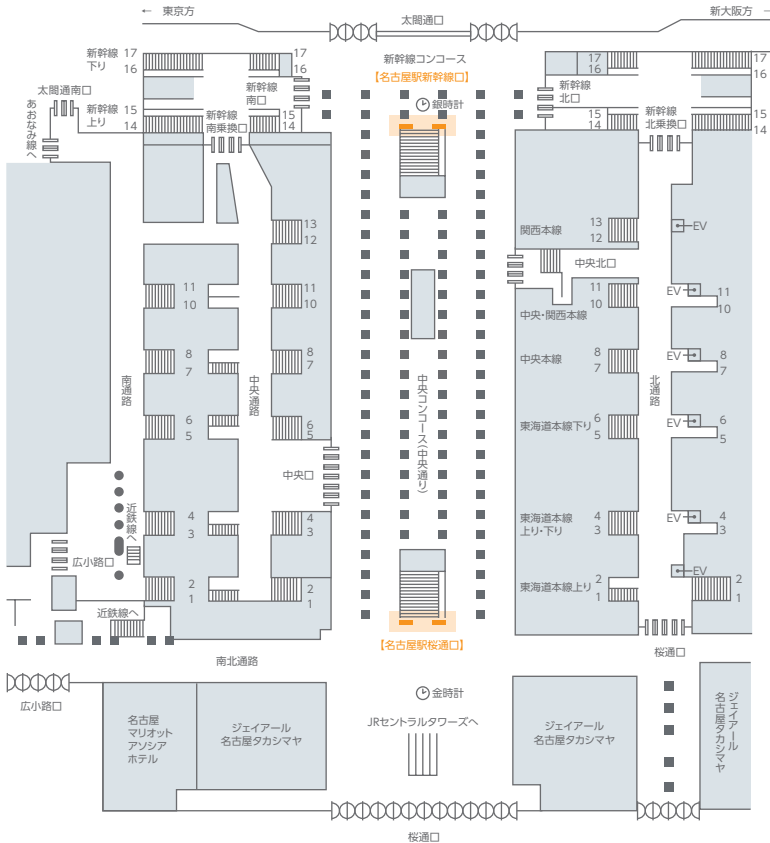 ← 東京方
太閤通口
新大阪方 →
新幹線
下り
17
16
17
16
新幹線コンコース
【名古屋駅新幹線口】
17
16
太閤通南口
新幹線
南口
銀時計
新幹線
北口
あおなみ線へ
新幹線
上り
15
14
新幹線
南乗換口
15
14
15
14
新幹線
北乗換口
15
14
13
12
関西本線
13
12
EV
中央北口
11
10
11
10
11
10
EV
11
10
中央・関西本線
8
7
8
7
中央本線
8
7
EV
8
7
南通路
中央通路
中央コンコース(中央通り)
北通路
6
5
6
5
東海道本線下り
6
5
EV
6
5
中央口
近鉄線へ
4
3
4
3
東海道本線
上り・下り
4
3
EV
4
3
広小路口
2
1
2
1
東海道本線上り
2
1
EV
2
1
近鉄線へ
【名古屋駅桜通口】
桜通口
南北通路
広小路口
金時計
名古屋
マリオット
アソシア
ホテル
ジェイアール
名古屋タカシマヤ
JRセントラルタワーズへ
ジェイアール
名古屋タカシマヤ
ジェイアール
名古屋タカシマヤ
桜通口